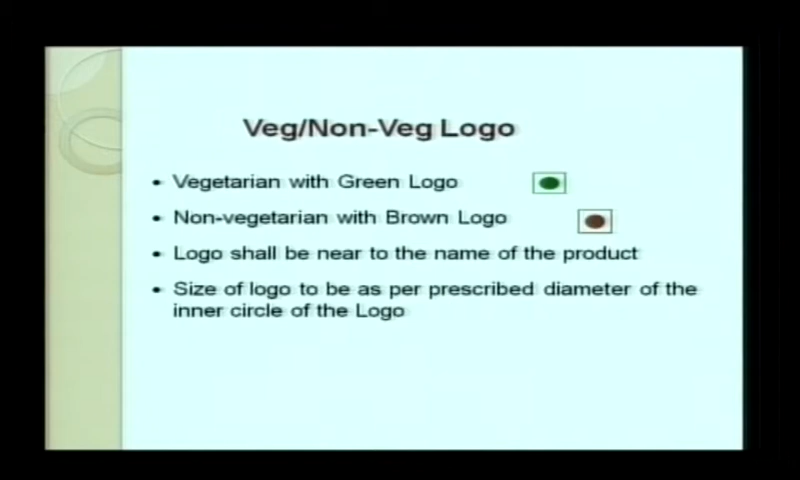 Veg/Non-Veg Logo
• Vegetarian with Green Logo
• Non-vegetarian with Brown Logo
• Logo shall be near to the name of the product
• Size of logo to be as per prescribed diameter of the
inner circle of the Logo